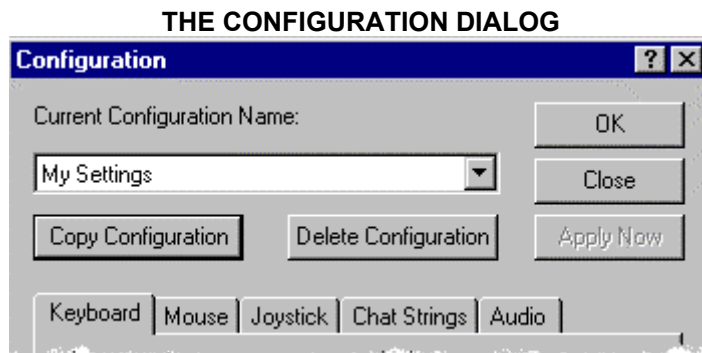 THE CONFIGURATION DIALOG
Configuration
Current Configuration Name:
OK
My Settings
Close
Copy Configuration Delete Configuration Apply Now
Keyboard Mouse Joystick Chat Strings Audio